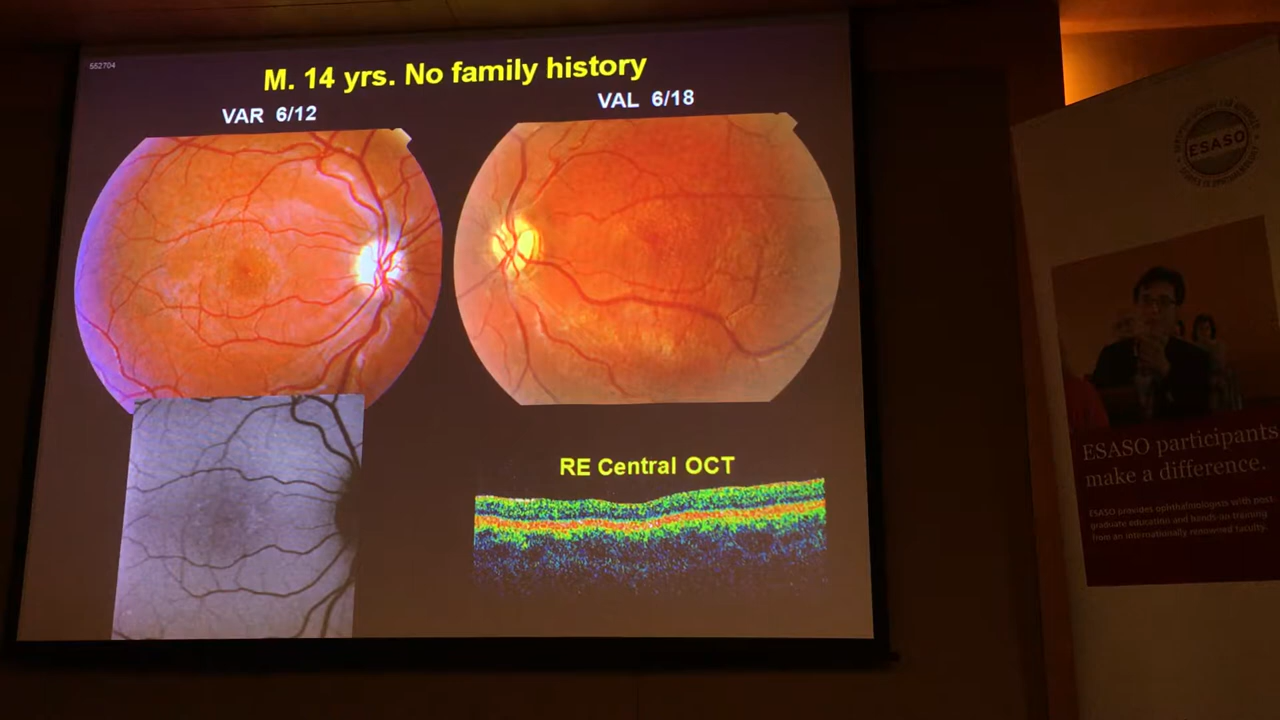 552704
M. 14 yrs. No family history
VAR 6/12
VAL 6/18
RE Central OCT
ESASO
ESASO participants
make a difference.
ESASO provides ophthalmologists with post-
graduate education and hands-on training
from an internationally renowned faculty.